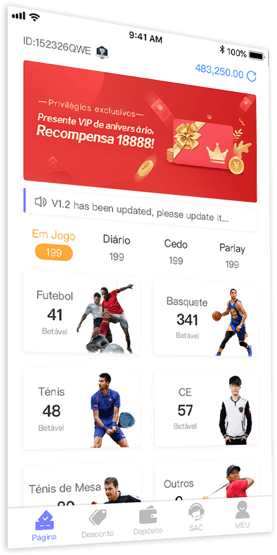 9:41 AM
100%
ID:152326QWE
483,250.00
—Privilégios exclusivos—
Presente VIP de aniversário.
Recompensa 18888!
V1.2 has been updated, please update it...
Em Jogo
199
Diário
199
Cedo
199
Parlay
199
Futebol
41
Betável
Basquete
341
Betável
Ténis
48
Betável
CE
57
Betável
Ténis de Mesa
Outros
Página
Desconto
Depósito
SAC
MEU